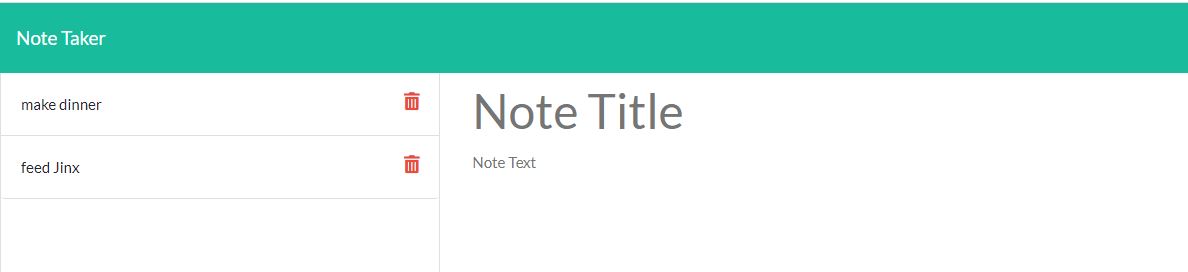 Note Taker
make dinner
feed Jinx
Note Title
Note Text